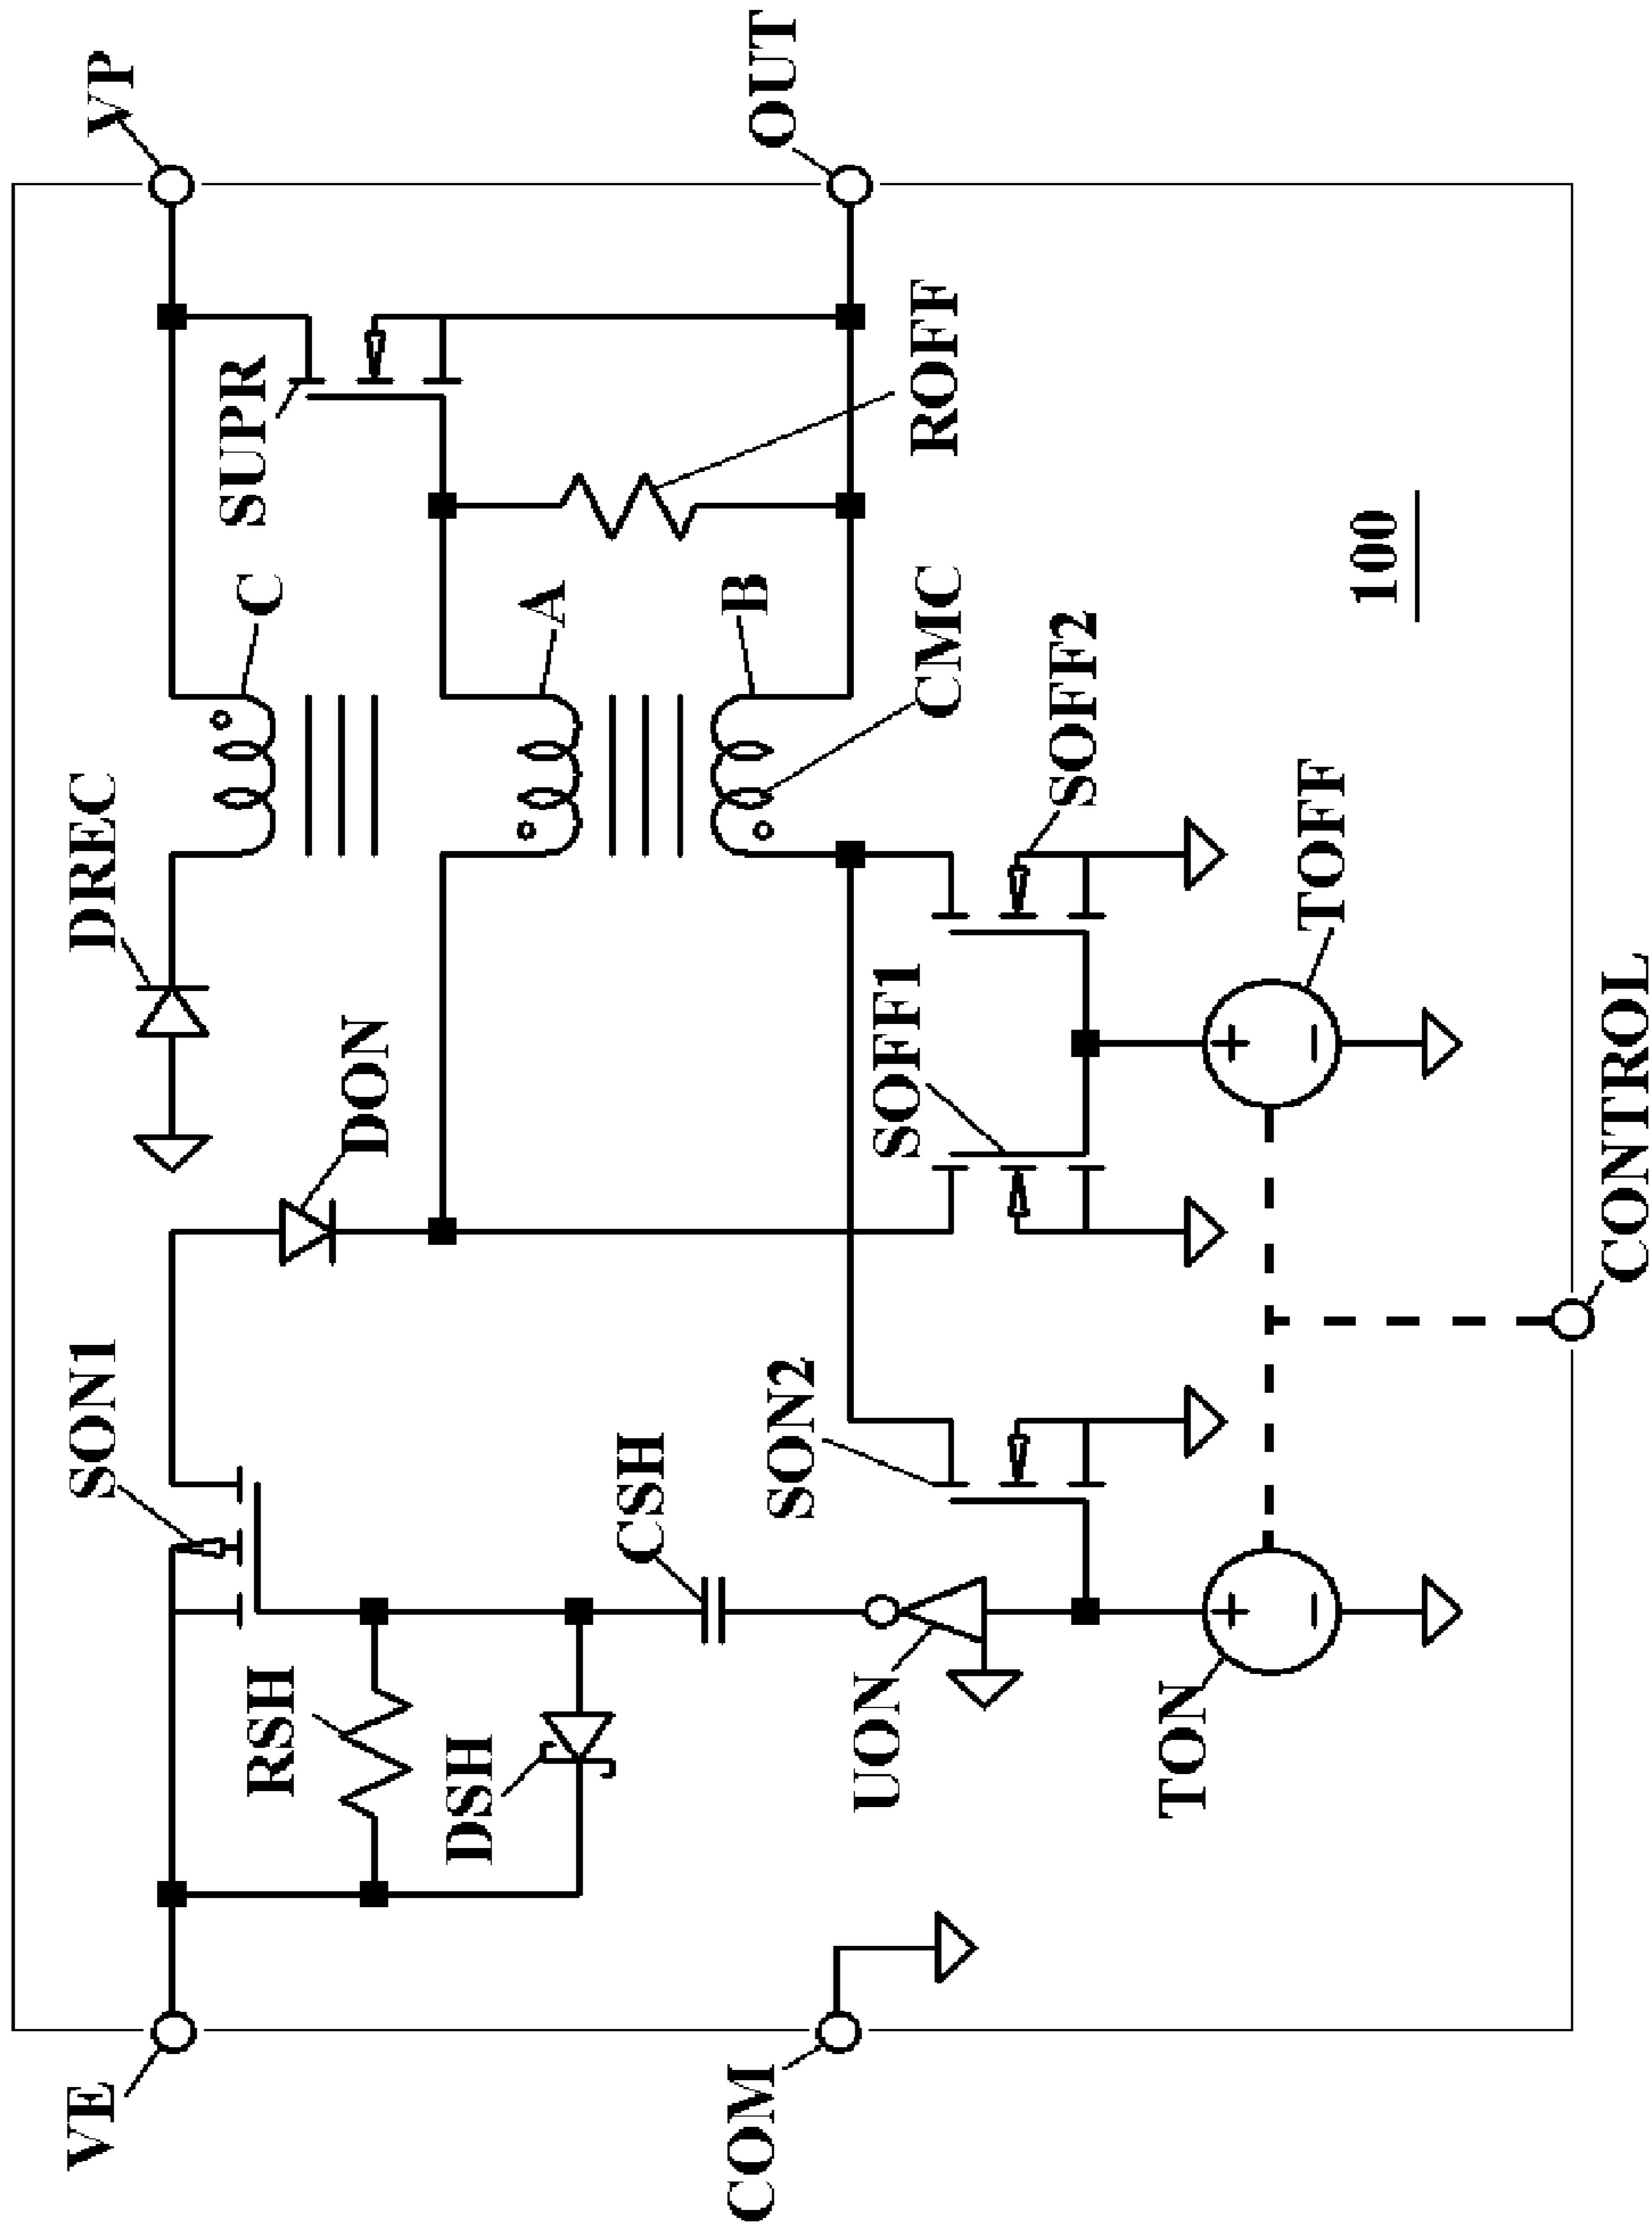 VP
OUT
SUPR
ROFF
C
A
B
CMC
100
DREC
DON
SOFF2
SOFF1
TOFF
CONTROL
SON1
CSH
SON2
RSH
DSH
UON
TON
VE
COM